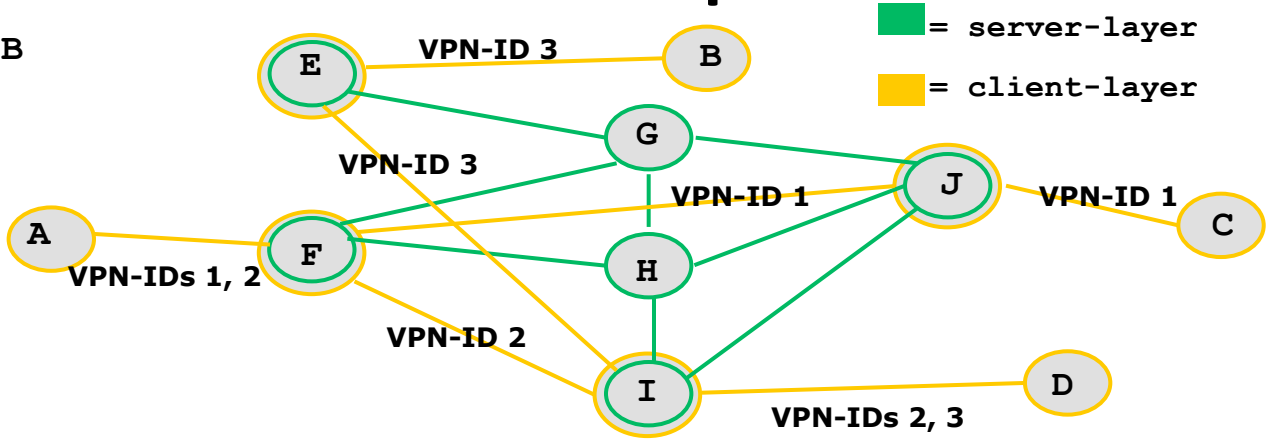 = server-layer
B
E
VPN-ID 3
B
= client-layer
G
VPN-ID 3
J
VPN-ID 1
VPN-ID 1
A
F
C
VPN-IDs 1, 2
H
VPN-ID 2
I
D
VPN-IDs 2, 3